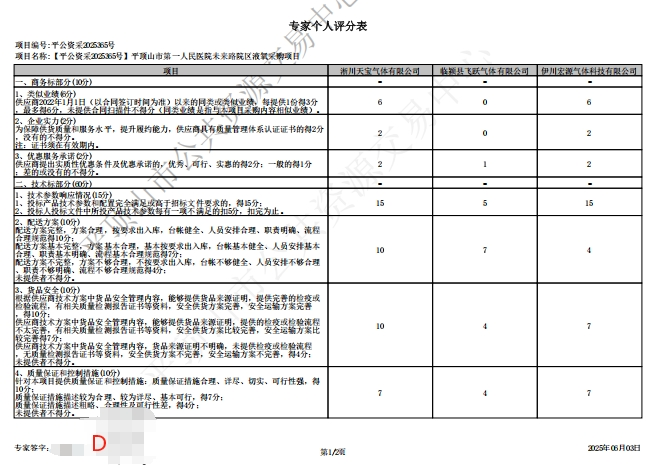 专家个人评分表
项目编号:平公资采2025365号
项目名称:【平公资采2025365号】平顶山市第一人民医院未来路院区液氧采购项目
项目 淅川天宝气体有限公司 临颍县飞跃气体有限公司 伊川宏源气体科技有限公司
一、商务标部分(10分) - - -
1、类似业绩(6分)
供应商2022年1月1日(以合同签订时间为准)以来的同类或类似业绩,每提供1份得3分
,最多得6分,未提供合同扫描件不得分(同类业绩是指与本项目采购内容相似业绩)。
6 0 6
2、企业实力(2分)
为保障供货质量和服务水平,提升履约能力,供应商具有质量管理体系认证证书的得2分
,没有的不得分。
注:证书须在有效期内。
2 0 2
3、优惠服务承诺(2分)
供应商提出实质性优惠条件及优惠承诺的,优秀、可行、实惠的得2分;一般的得1分
;差的或没有的不得分。
2 1 2
二、技术标部分(60分) - - -
1、技术参数响应情况(15分)
1、投标产品技术参数和配置完全满足或高于招标文件要求的,得15分;
2、投标人投标文件中所投产品技术参数每有一项不满足的扣5分,扣完为止。
15 5 15
2、配送方案(10分)
配送方案完整,方案合理,按要求出入库,台帐健全、人员安排合理、职责明确、流程
合理规范得10分;
配送方案基本完整,方案基本合理,基本按要求出入库,台帐基本健全、人员安排基本
合理、职责基本明确、流程基本合理规范得7分;
配送方案不完整,方案不够合理,不按要求出入库,台帐不够健全、人员安排不够合理
、职责不够明确、流程不够合理规范得4分;
未提供者不得分。
10 7 4
3、货品安全(10分)
根据供应商技术方案中货品安全管理内容,能够提供货品来源证明,提供完善的检疫或
检验流程,有相关质量检测报告证书等资料,安全供货方案完善,安全运输方案完善
,得10分;
供应商技术方案中货品安全管理内容,能够提供货品来源证明,提供的检疫或检验流程
不太完善,有相关质量检测报告证书等资料,安全供货方案比较完善,安全运输方案比
较完善得7分;
供应商技术方案中货品安全管理内容,货品来源证明不明确,未提供检疫或检验流程
,无质量检测报告证书等资料,安全供货方案不完善,安全运输方案不完善,得4分;
未提供者不得分。
10 4 7
4、质量保证和控制措施(10分)
针对本项目提供质量保证和控制措施:质量保证措施合理、详尽、切实、可行性强,得
10分;
质量保证措施描述较为合理、较为详尽、基本可行,得7分;
质量保证措施描述粗略、合理性及可行性差,得4分;
未提供者不得分。
7 4 7
专家签字: D 第1/2页 2025年06月03日